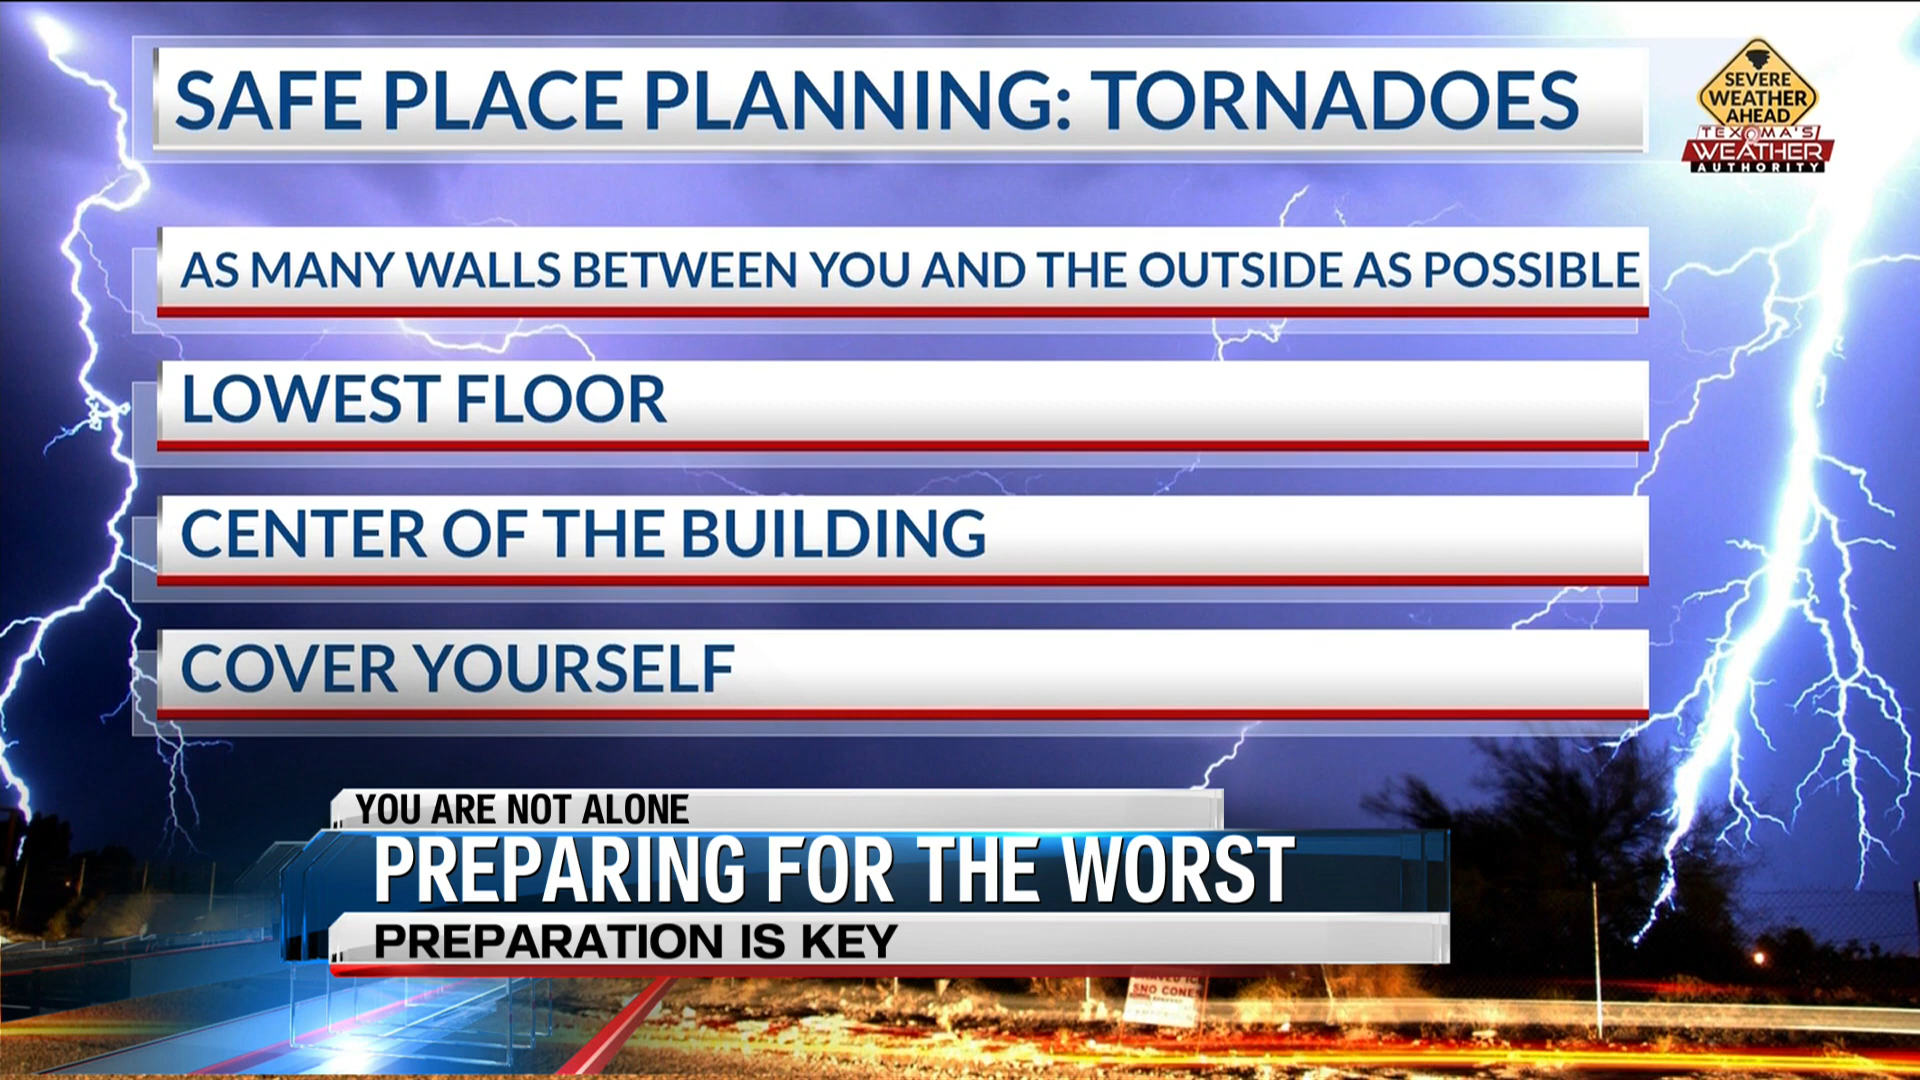 SAFE PLACE PLANNING: TORNADOES
SEVERE
WEATHER
AHEAD
TEXOMA'S
WEATHER
AUTHORITY
AS MANY WALLS BETWEEN YOU AND THE OUTSIDE AS POSSIBLE
LOWEST FLOOR
CENTER OF THE BUILDING
COVER YOURSELF
YOU ARE NOT ALONE
PREPARING FOR THE WORST
PREPARATION IS KEY
SNO CONES